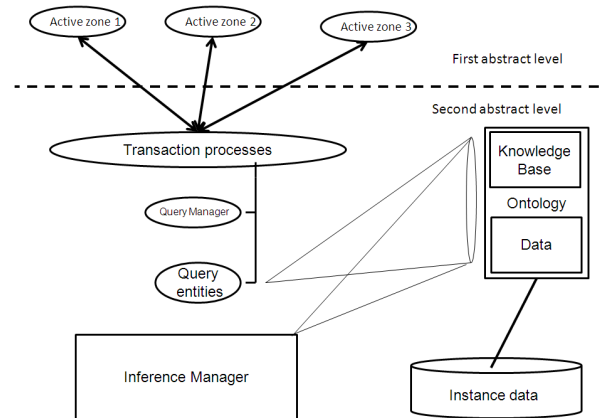 Active zone 1
Active zone 2
Active zone 3
First abstract level
Second abstract level
Transaction processes
Knowledge
Base
Ontology
Data
Query Manager
Query
entities
Inference Manager
Instance data